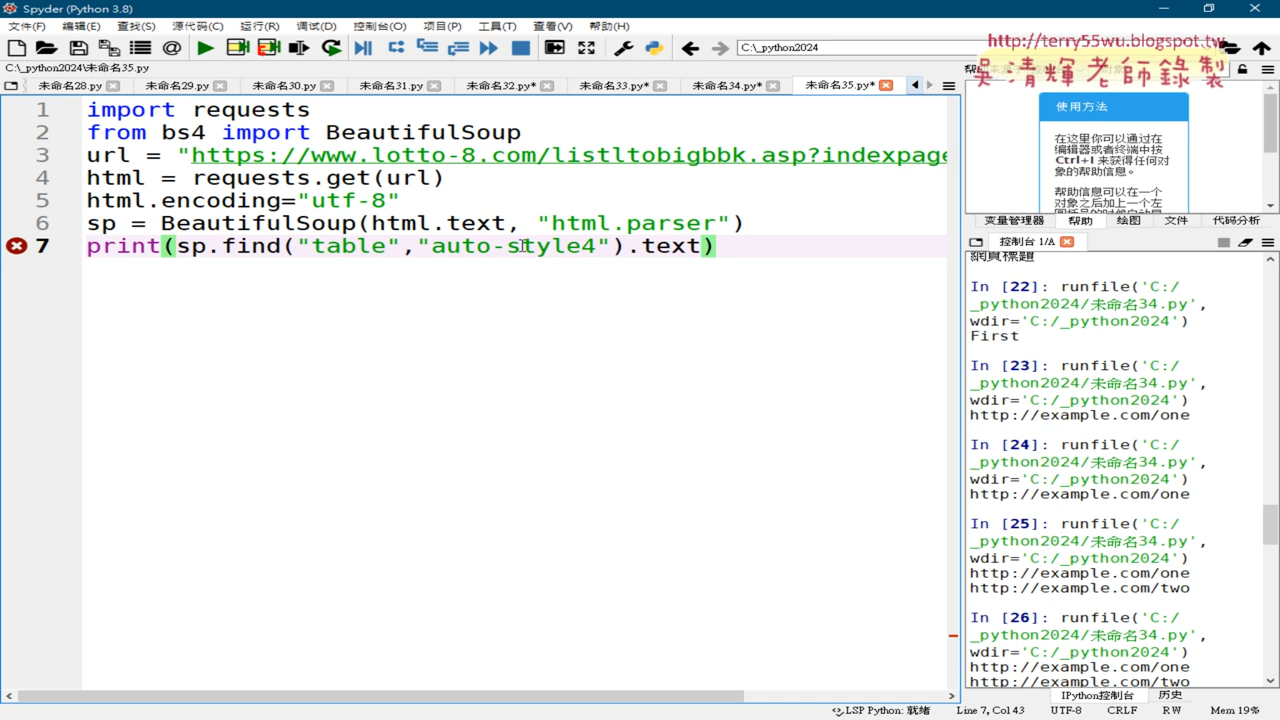 Spyder (Python 3.8)
文件(F) 编辑(E) 查找(S) 源代码(C) 运行(R) 调试(D) 控制台(O) 项目(P) 工具(T) 查看(V) 帮助(H)
C:\_python2024
http://terry55wu.blogspot.tw
吳清輝老師錄製
C:\_python2024\未命名35.py
未命名28.py 未命名29.py 未命名30.py 未命名31.py 未命名32.py* 未命名33.py* 未命名34.py* 未命名35.py*
1 import requests
2 from bs4 import BeautifulSoup
3 url = "https://www.lotto-8.com/listltobigbbk.asp?indexpage
4 html = requests.get(url)
5 html.encoding="utf-8"
6 sp = BeautifulSoup(html.text, "html.parser")
7 print(sp.find("table","auto-style4").text)
使用方法
在这里你可以通过在
编辑器或者终端中按
Ctrl+I 来获得任何对
象的帮助信息。
帮助信息可以在一个
对象之后加上一个左
变量管理器 帮助 绘图 文件 代码分析
控制台 1/A
網頁標題
In [22]: runfile('C:/
_python2024/未命名34.py',
wdir='C:/_python2024')
First
In [23]: runfile('C:/
_python2024/未命名34.py',
wdir='C:/_python2024')
http://example.com/one
In [24]: runfile('C:/
_python2024/未命名34.py',
wdir='C:/_python2024')
http://example.com/one
In [25]: runfile('C:/
_python2024/未命名34.py',
wdir='C:/_python2024')
http://example.com/one
http://example.com/two
In [26]: runfile('C:/
_python2024/未命名34.py',
wdir='C:/_python2024')
http://example.com/one
http://example.com/two
IPython控制台 历史
LSP Python: 就绪 Line 7, Col 43 UTF-8 CRLF RW Mem 19%